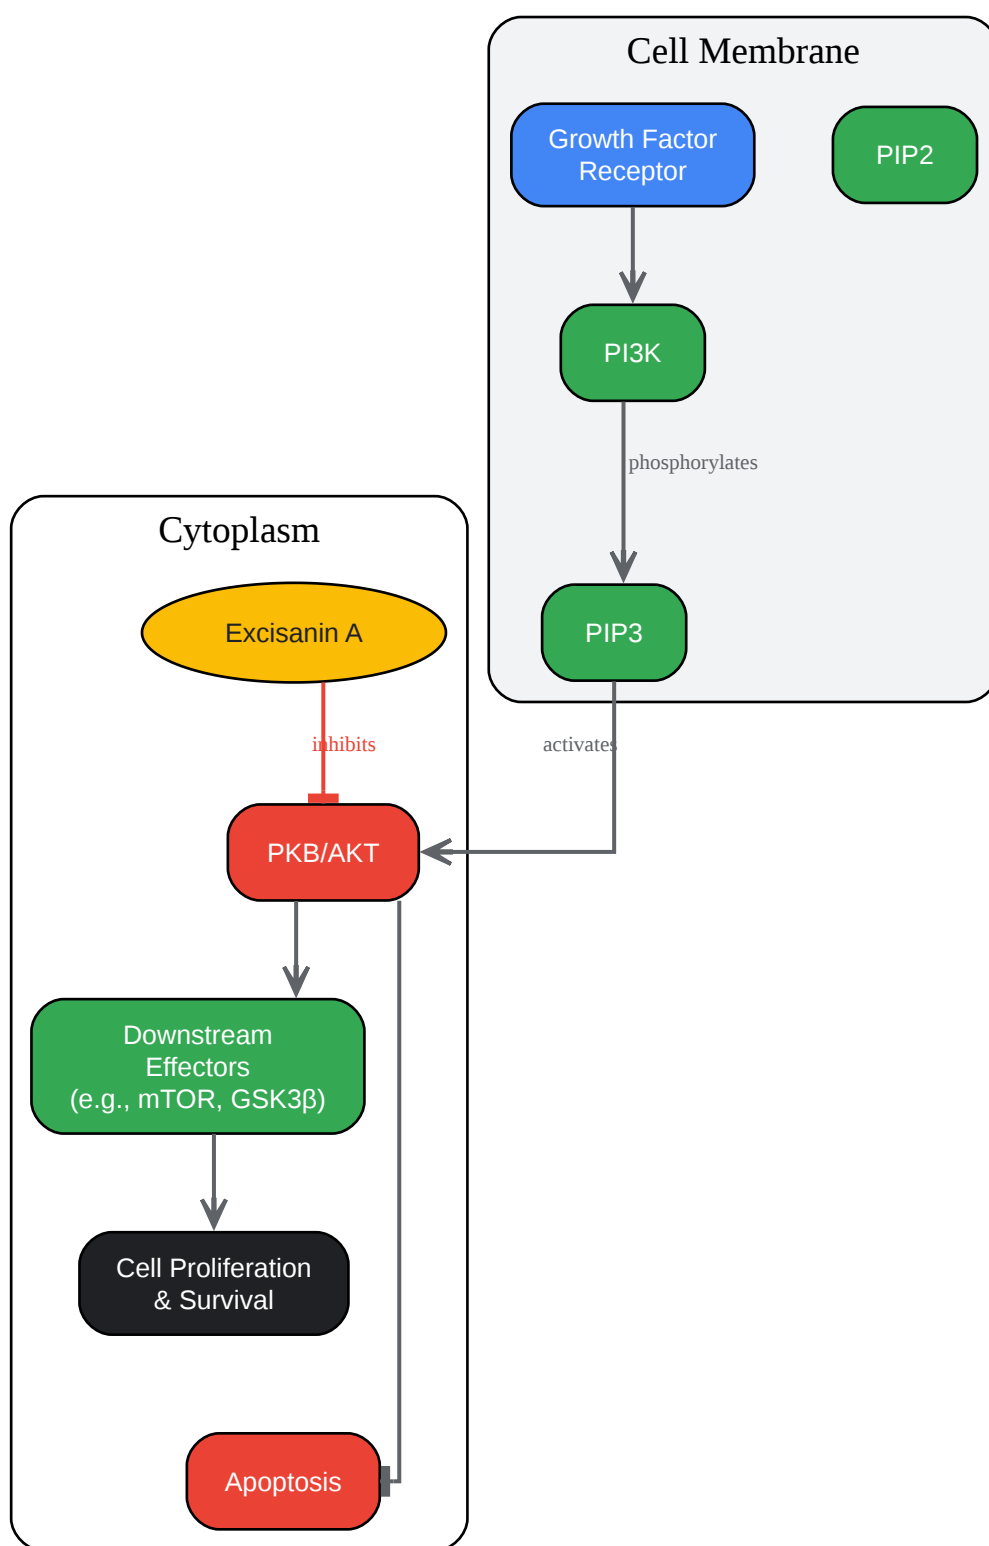 Cell Membrane
Growth Factor
Receptor
PIP2
PI3K
phosphorylates
PIP3
activates
Cytoplasm
Excisanin A
inhibits
PKB/AKT
Downstream
Effectors
(e.g., mTOR, GSK3β)
Cell Proliferation
& Survival
Apoptosis